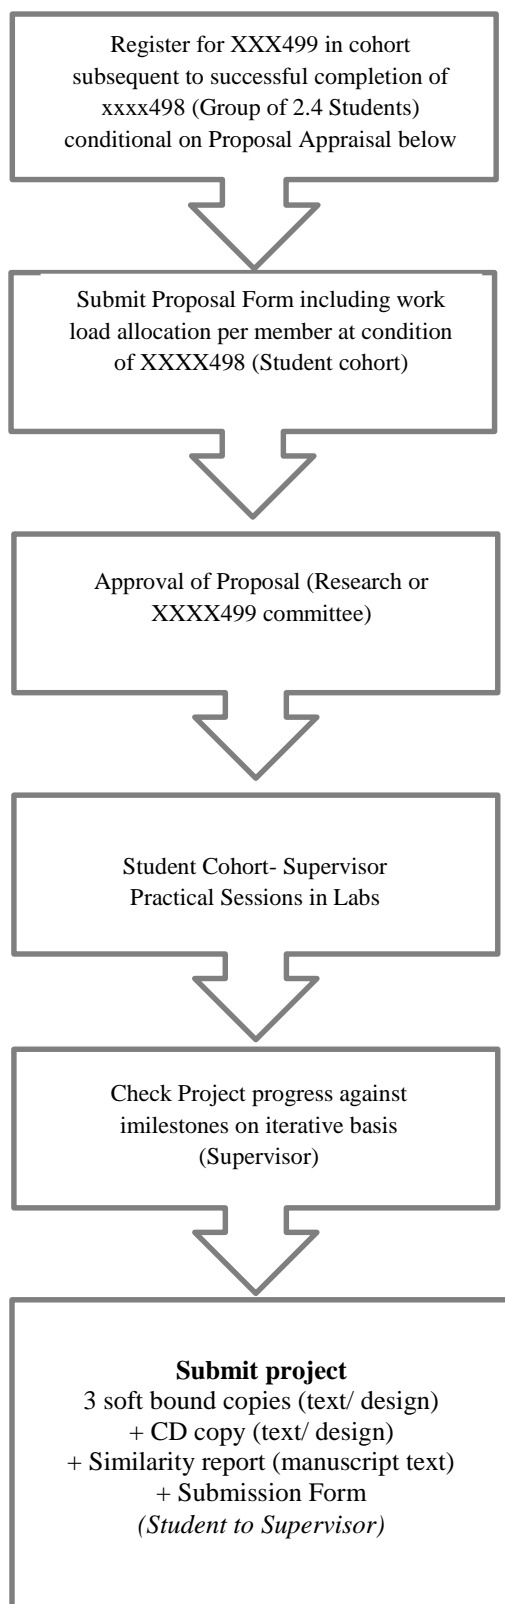 Register for XXX499 in cohort
subsequent to successful completion of
xxxx498 (Group of 2.4 Students)
conditional on Proposal Appraisal below
Submit Proposal Form including work
load allocation per member at condition
of XXXX498 (Student cohort)
Approval of Proposal (Research or
XXXX499 committee)
Student Cohort- Supervisor
Practical Sessions in Labs
Check Project progress against
imilestones on iterative basis
(Supervisor)
Submit project
3 soft bound copies (text/ design)
+ CD copy (text/ design)
+ Similarity report (manuscript text)
+ Submission Form
(Student to Supervisor)